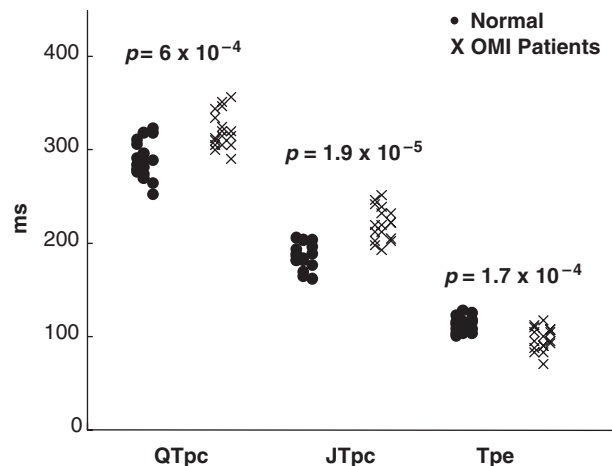 ● Normal
X OMI Patients
400
p = 6 x 10⁻⁴
300
p = 1.9 x 10⁻⁵
ms
200
p = 1.7 x 10⁻⁴
100
0
QTpc JTpc Tpe